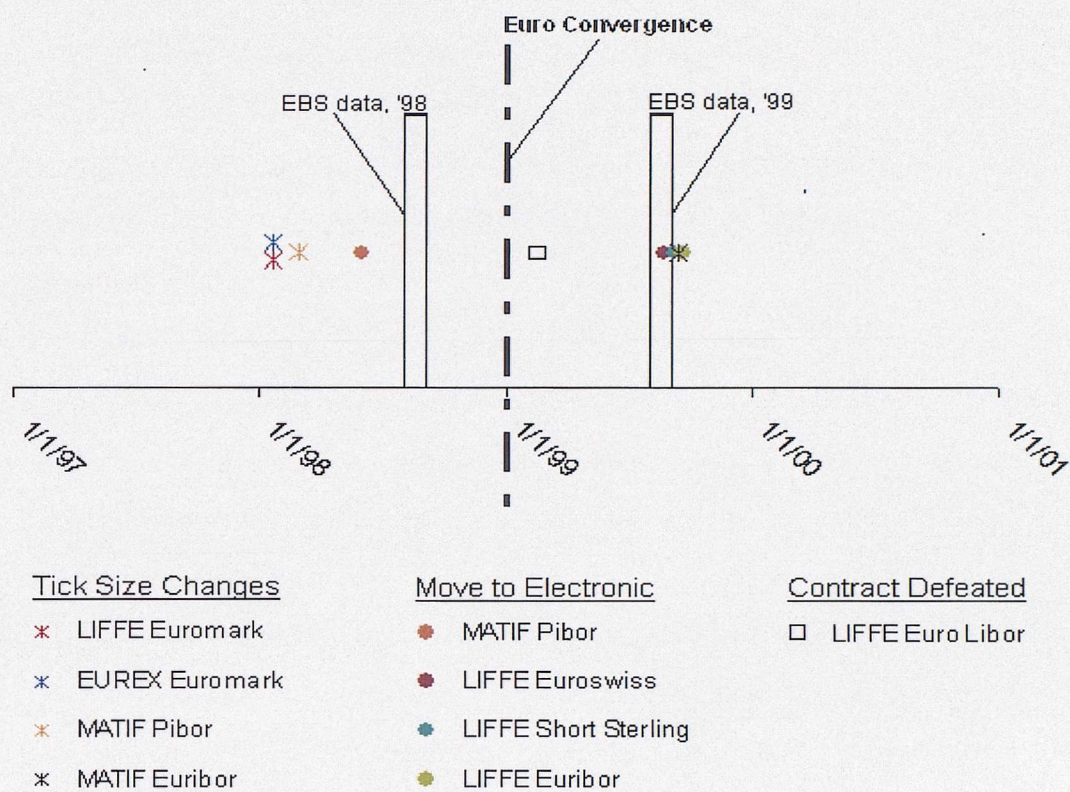 Euro Convergence
EBS data, '98
EBS data, '99
1/1/97
1/1/98
1/1/99
1/1/00
1/1/01
Tick Size Changes
LIFFE Euromark
EUREX Euromark
MATIF Pibor
MATIF Euribor
Move to Electronic
MATIF Pibor
LIFFE Euroswiss
LIFFE Short Sterling
LIFFE Euribor
Contract Defeated
LIFFE Euro Libor